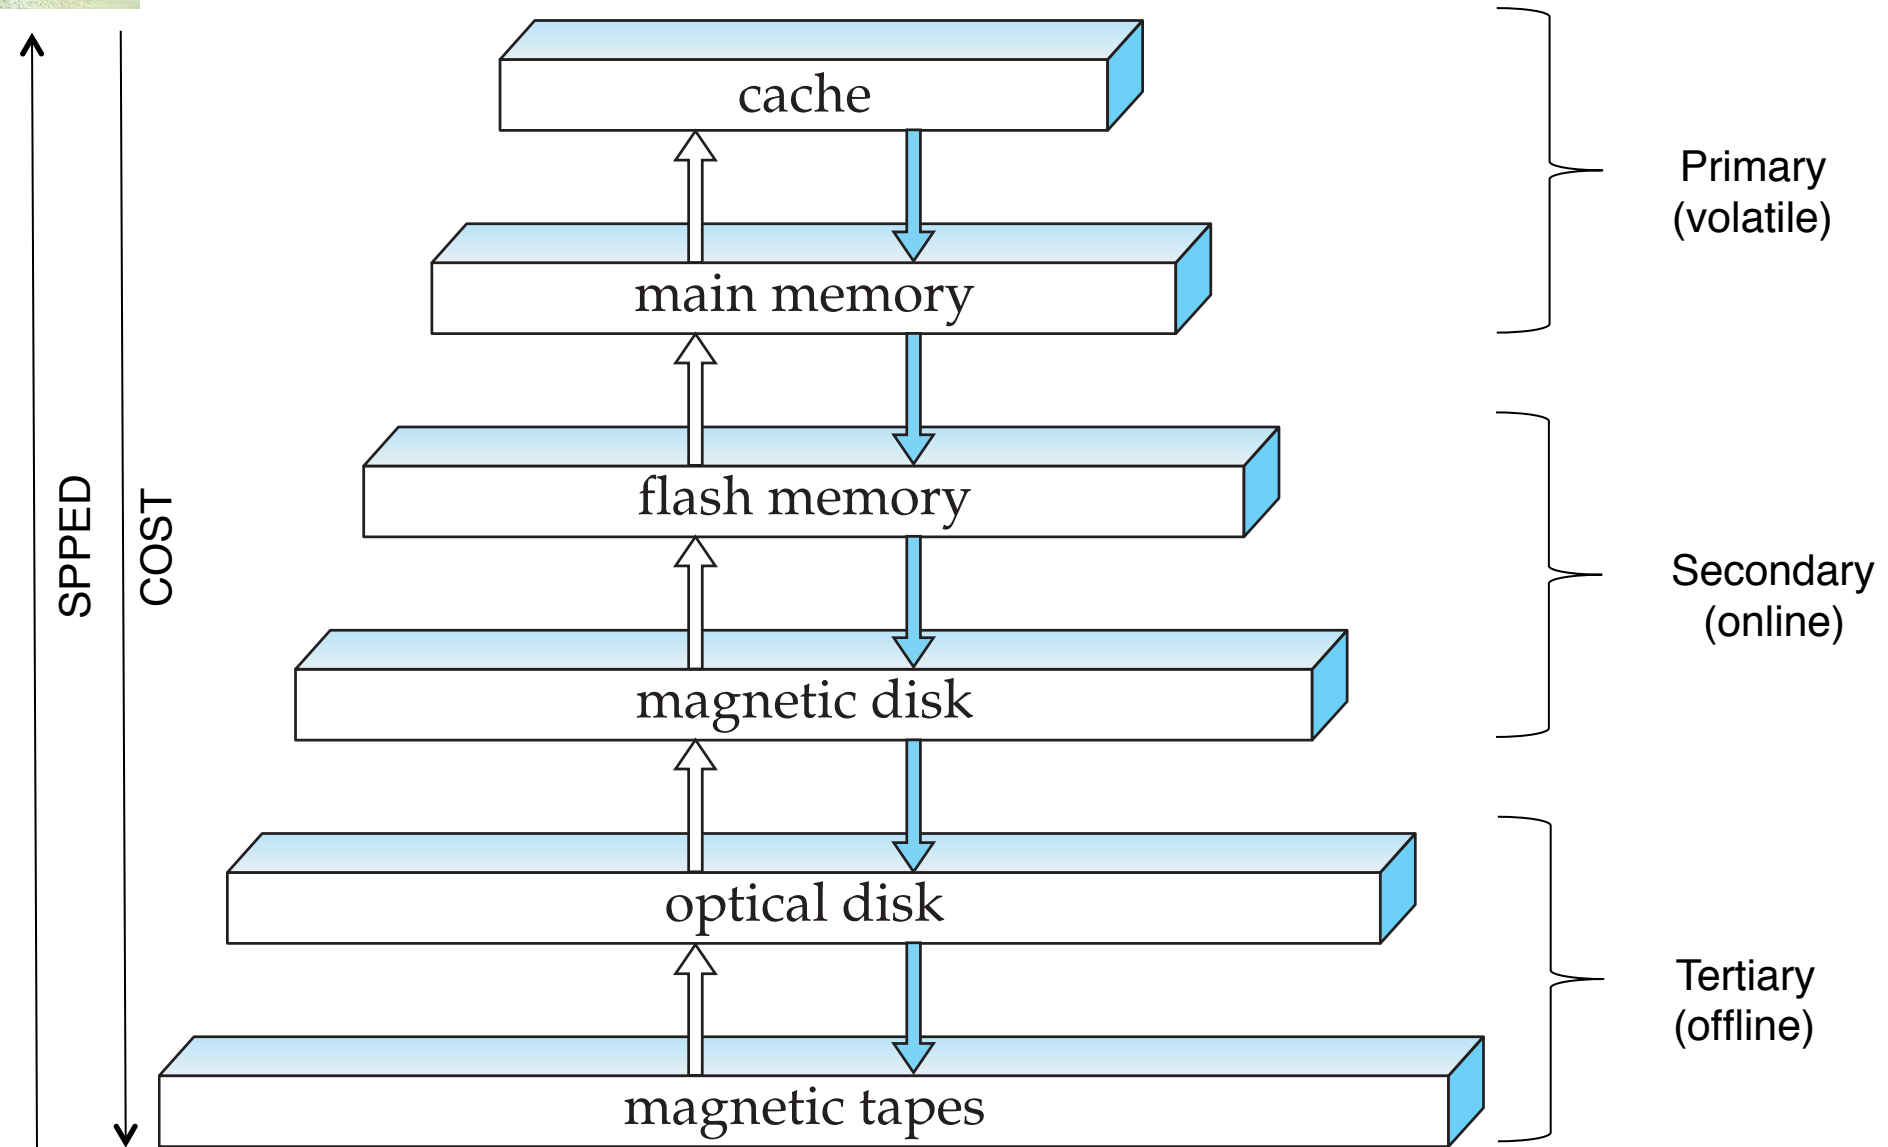 cache
Primary
(volatile)
main memory
flash memory
SPPED
COST
Secondary
(online)
magnetic disk
optical disk
Tertiary
(offline)
magnetic tapes